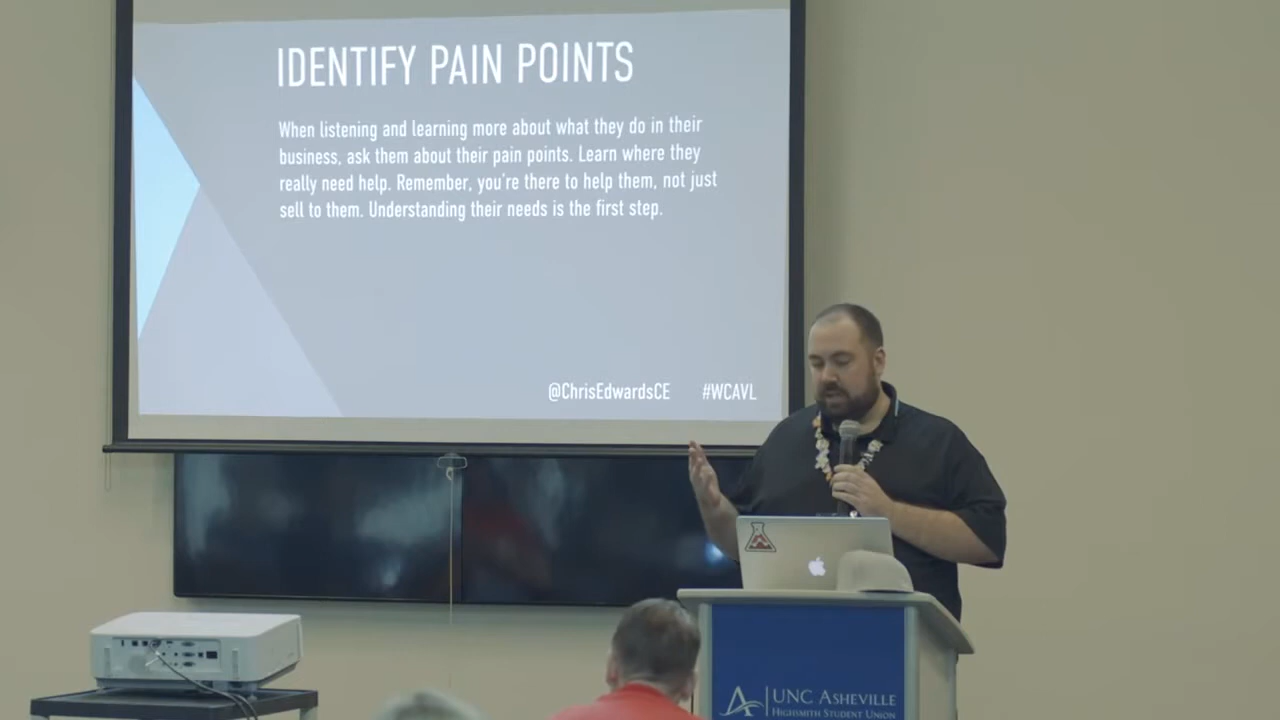 IDENTIFY PAIN POINTS
When listening and learning more about what they do in their
business, ask them about their pain points. Learn where they
really need help. Remember, you're there to help them, not just
sell to them. Understanding their needs is the first step.
@ChrisEdwardsCE #WCAVL
UNC ASHEVILLE
HIGHSMITH STUDENT UNION